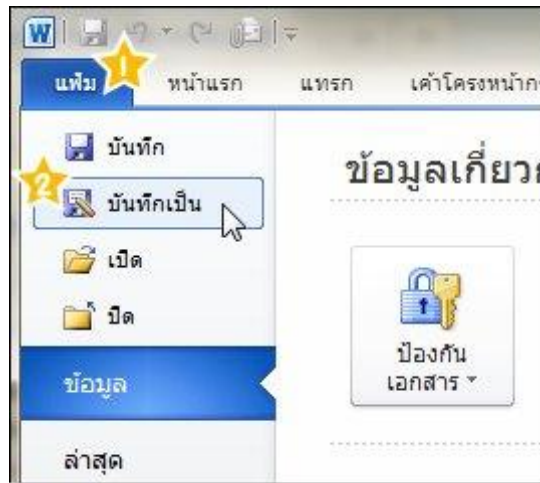 W
1
แฟ้ม หน้าแรก แทรก เค้าโครงหน้าก
บันทึก
2
บันทึกเป็น
เปิด
ปิด
ข้อมูล
ล่าสุด
ข้อมูลเกี่ยวก
ป้องกัน
เอกสาร